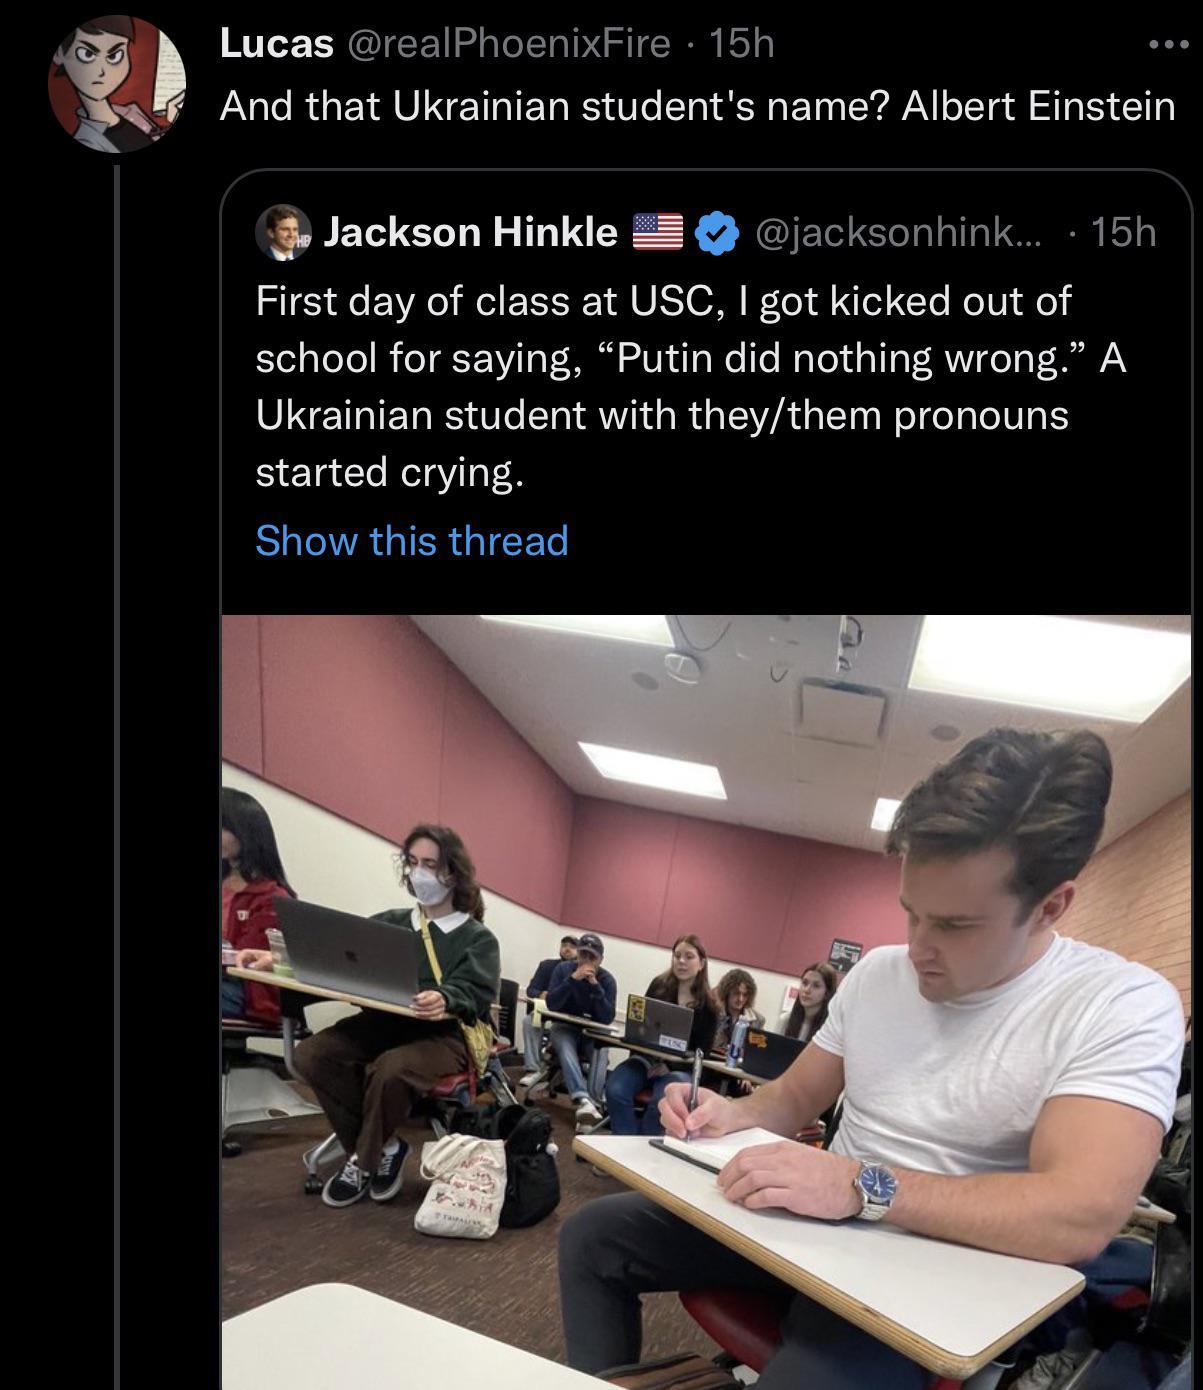 Lucas @realPhoenixFire · 15h
And that Ukrainian student's name? Albert Einstein
Jackson Hinkle @jacksonhink... · 15h
First day of class at USC, I got kicked out of
school for saying, “Putin did nothing wrong.” A
Ukrainian student with they/them pronouns
started crying.
Show this thread
USC